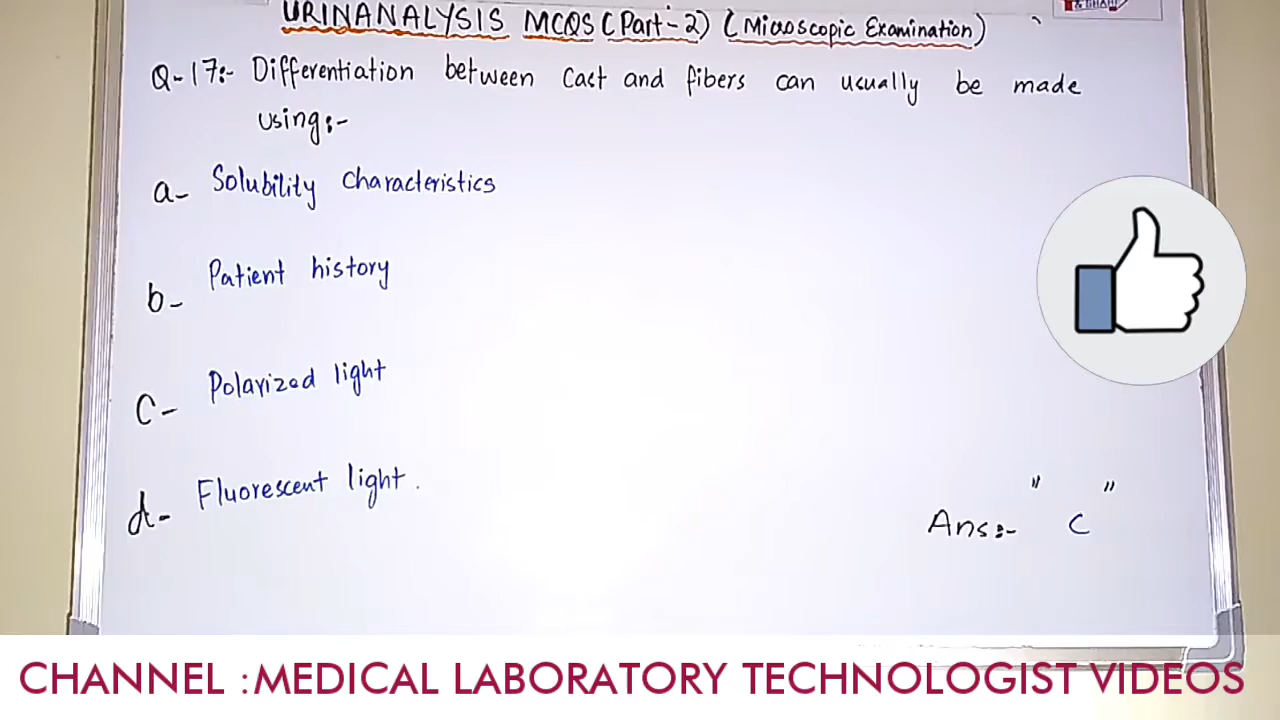 URINANALYSIS MCQS (Part-2) (Microscopic Examination)
Q-17:- Differentiation between Cast and fibers can usually be made
using:-
a- Solubility Characteristics
b- Patient history
C- Polarized light
d- Fluorescent light.
Ans:- "C"
CHANNEL :MEDICAL LABORATORY TECHNOLOGIST VIDEOS